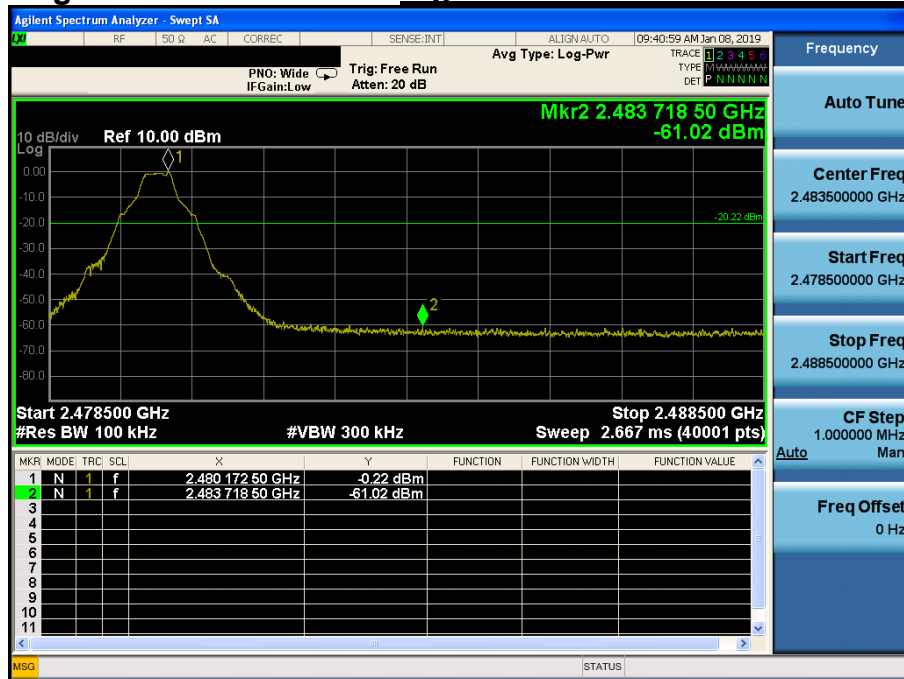 Agilent Spectrum Analyzer - Swept SA
LXI RF 50 Ω AC CORREC SENSE:INT ALIGN AUTO 09:40:59 AM Jan 08, 2019
Frequency
Avg Type: Log-Pwr
TRACE 1 2 3 4 5 6
TYPE M WWWWW
DET P N N N N N
PNO: Wide
IFGain:Low
Trig: Free Run
Atten: 20 dB
Auto Tune
Mkr2 2.483 718 50 GHz
-61.02 dBm
10 dB/div Ref 10.00 dBm
Log
1
0.00
-10.0
-20.0
-20.22 dBm
-30.0
-40.0
-50.0
2
-60.0
-70.0
-80.0
Center Freq
2.483500000 GHz
Start Freq
2.478500000 GHz
Stop Freq
2.488500000 GHz
Start 2.478500 GHz Stop 2.488500 GHz
#Res BW 100 kHz #VBW 300 kHz Sweep 2.667 ms (40001 pts)
CF Step
1.000000 MHz
Auto Man
MKR MODE TRC SCL X Y FUNCTION FUNCTION WIDTH FUNCTION VALUE
1 N 1 f 2.480 172 50 GHz -0.22 dBm
2 N 1 f 2.483 718 50 GHz -61.02 dBm
3
4
5
6
7
8
9
10
11
Freq Offset
0 Hz
MSG STATUS